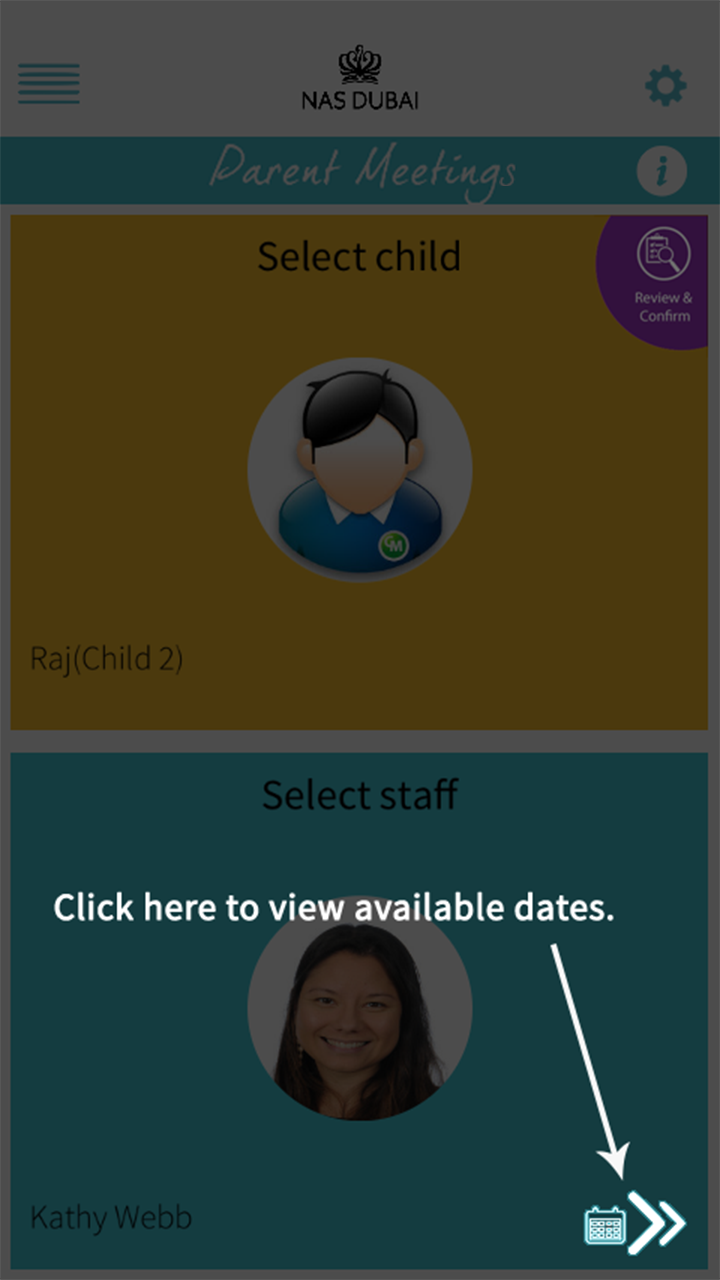 NAS DUBAI
Parent Meetings
i
Select child
Review &
Confirm
GM
Raj(Child 2)
Select staff
Click here to view available dates.
Kathy Webb